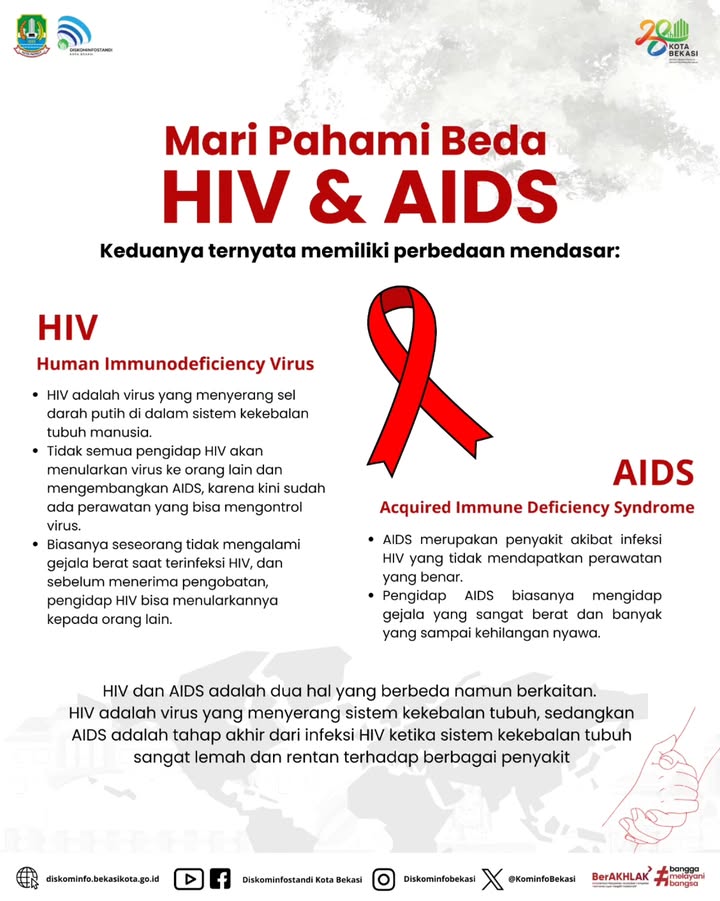 DISKOMINFOSTANDI
KOTA BEKASI
28
KOTA
BEKASI
Mari Pahami Beda
HIV & AIDS
Keduanya ternyata memiliki perbedaan mendasar:
HIV
Human Immunodeficiency Virus
• HIV adalah virus yang menyerang sel
darah putih di dalam sistem kekebalan
tubuh manusia.
• Tidak semua pengidap HIV akan
menularkan virus ke orang lain dan
mengembangkan AIDS, karena kini sudah
ada perawatan yang bisa mengontrol
virus.
• Biasanya seseorang tidak mengalami
gejala berat saat terinfeksi HIV, dan
sebelum menerima pengobatan,
pengidap HIV bisa menularkannya
kepada orang lain.
AIDS
Acquired Immune Deficiency Syndrome
• AIDS merupakan penyakit akibat infeksi
HIV yang tidak mendapatkan perawatan
yang benar.
• Pengidap AIDS biasanya mengidap
gejala yang sangat berat dan banyak
yang sampai kehilangan nyawa.
HIV dan AIDS adalah dua hal yang berbeda namun berkaitan.
HIV adalah virus yang menyerang sistem kekebalan tubuh, sedangkan
AIDS adalah tahap akhir dari infeksi HIV ketika sistem kekebalan tubuh
sangat lemah dan rentan terhadap berbagai penyakit
diskominfo.bekasikota.go.id
Diskominfostandi Kota Bekasi
Diskominfobekasi
@KominfoBekasi
BerAKHLAK
#bangga
melayani
bangsa